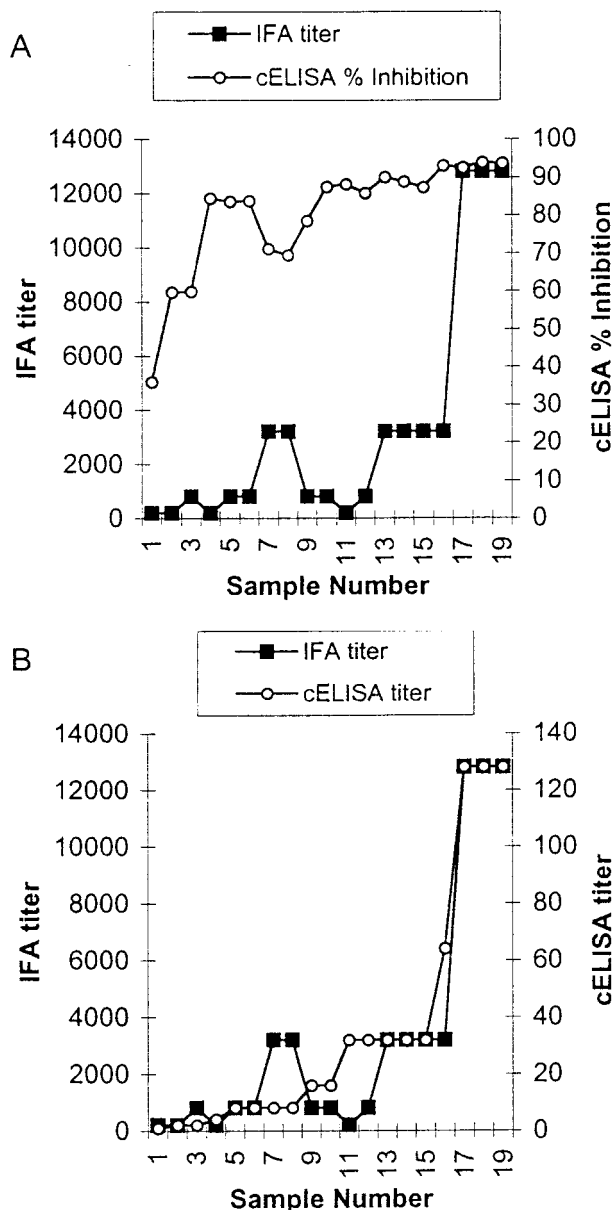 A
IFA titer
cELISA % Inhibition
14000
12000
10000
8000
6000
4000
2000
0
IFA titer
100
90
80
70
60
50
40
30
20
10
0
cELISA % Inhibition
1 3 5 7 9 11 13 15 17 19
Sample Number
B
IFA titer
cELISA titer
14000
12000
10000
8000
6000
4000
2000
0
IFA titer
140
120
100
80
60
40
20
0
cELISA titer
1 3 5 7 9 11 13 15 17 19
Sample Number